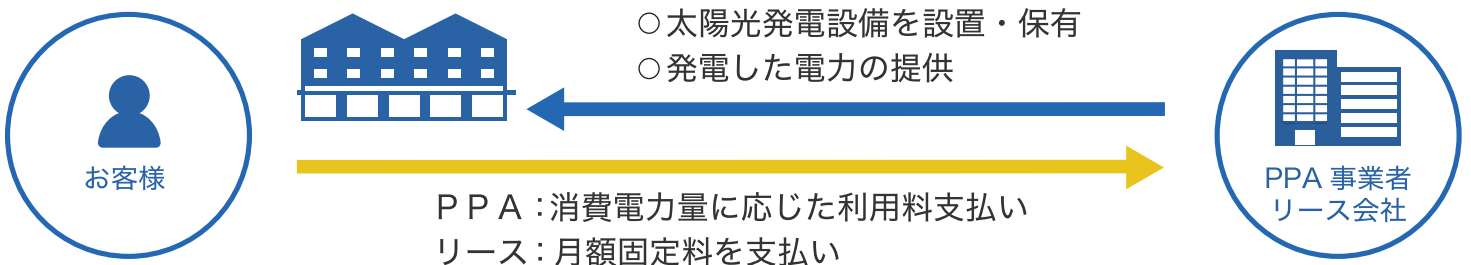 ○太陽光発電設備を設置・保有
○発電した電力の提供
お客様
PPA 事業者
リース会社
ＰＰＡ：消費電力量に応じた利用料支払い
リース：月額固定料を支払い